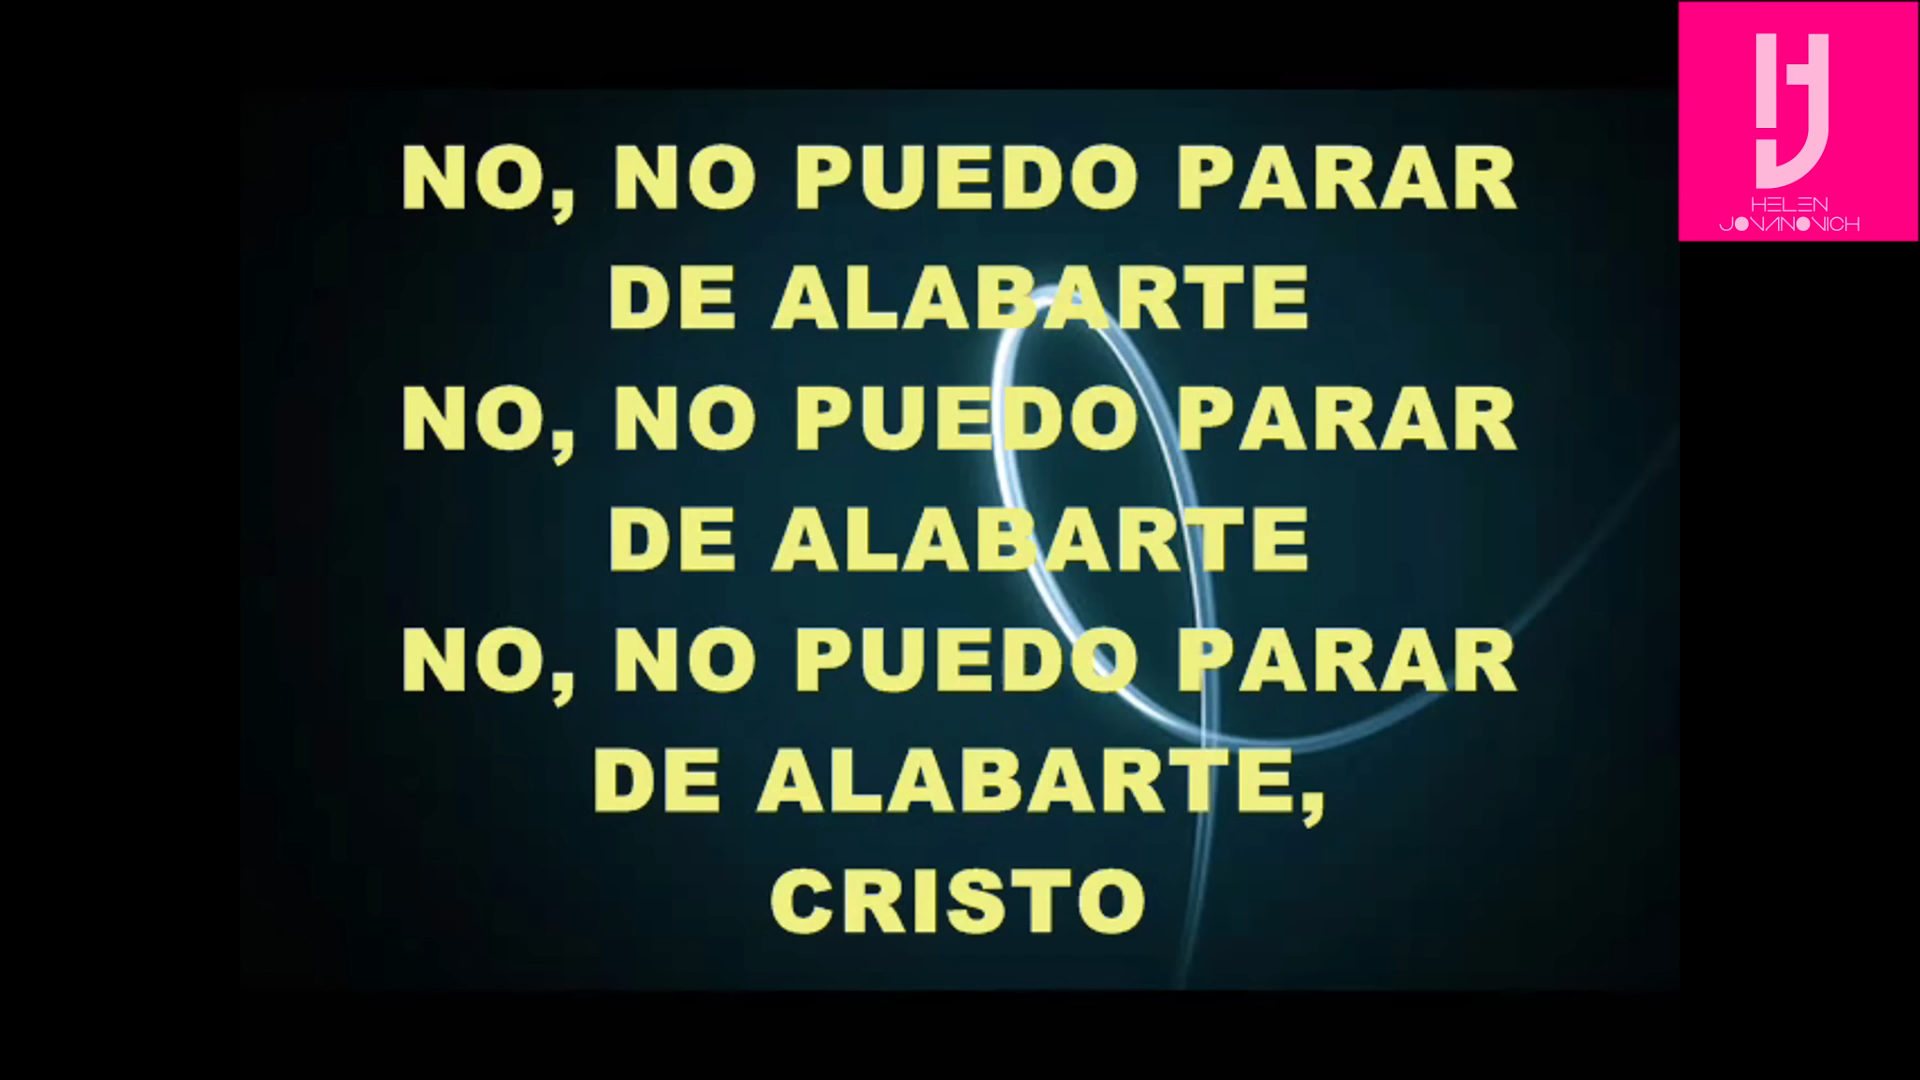 NO, NO PUEDO PARAR
DE ALABARTE
NO, NO PUEDO PARAR
DE ALABARTE
NO, NO PUEDO PARAR
DE ALABARTE,
CRISTO
HJ
HELEN
JOVANOVICH